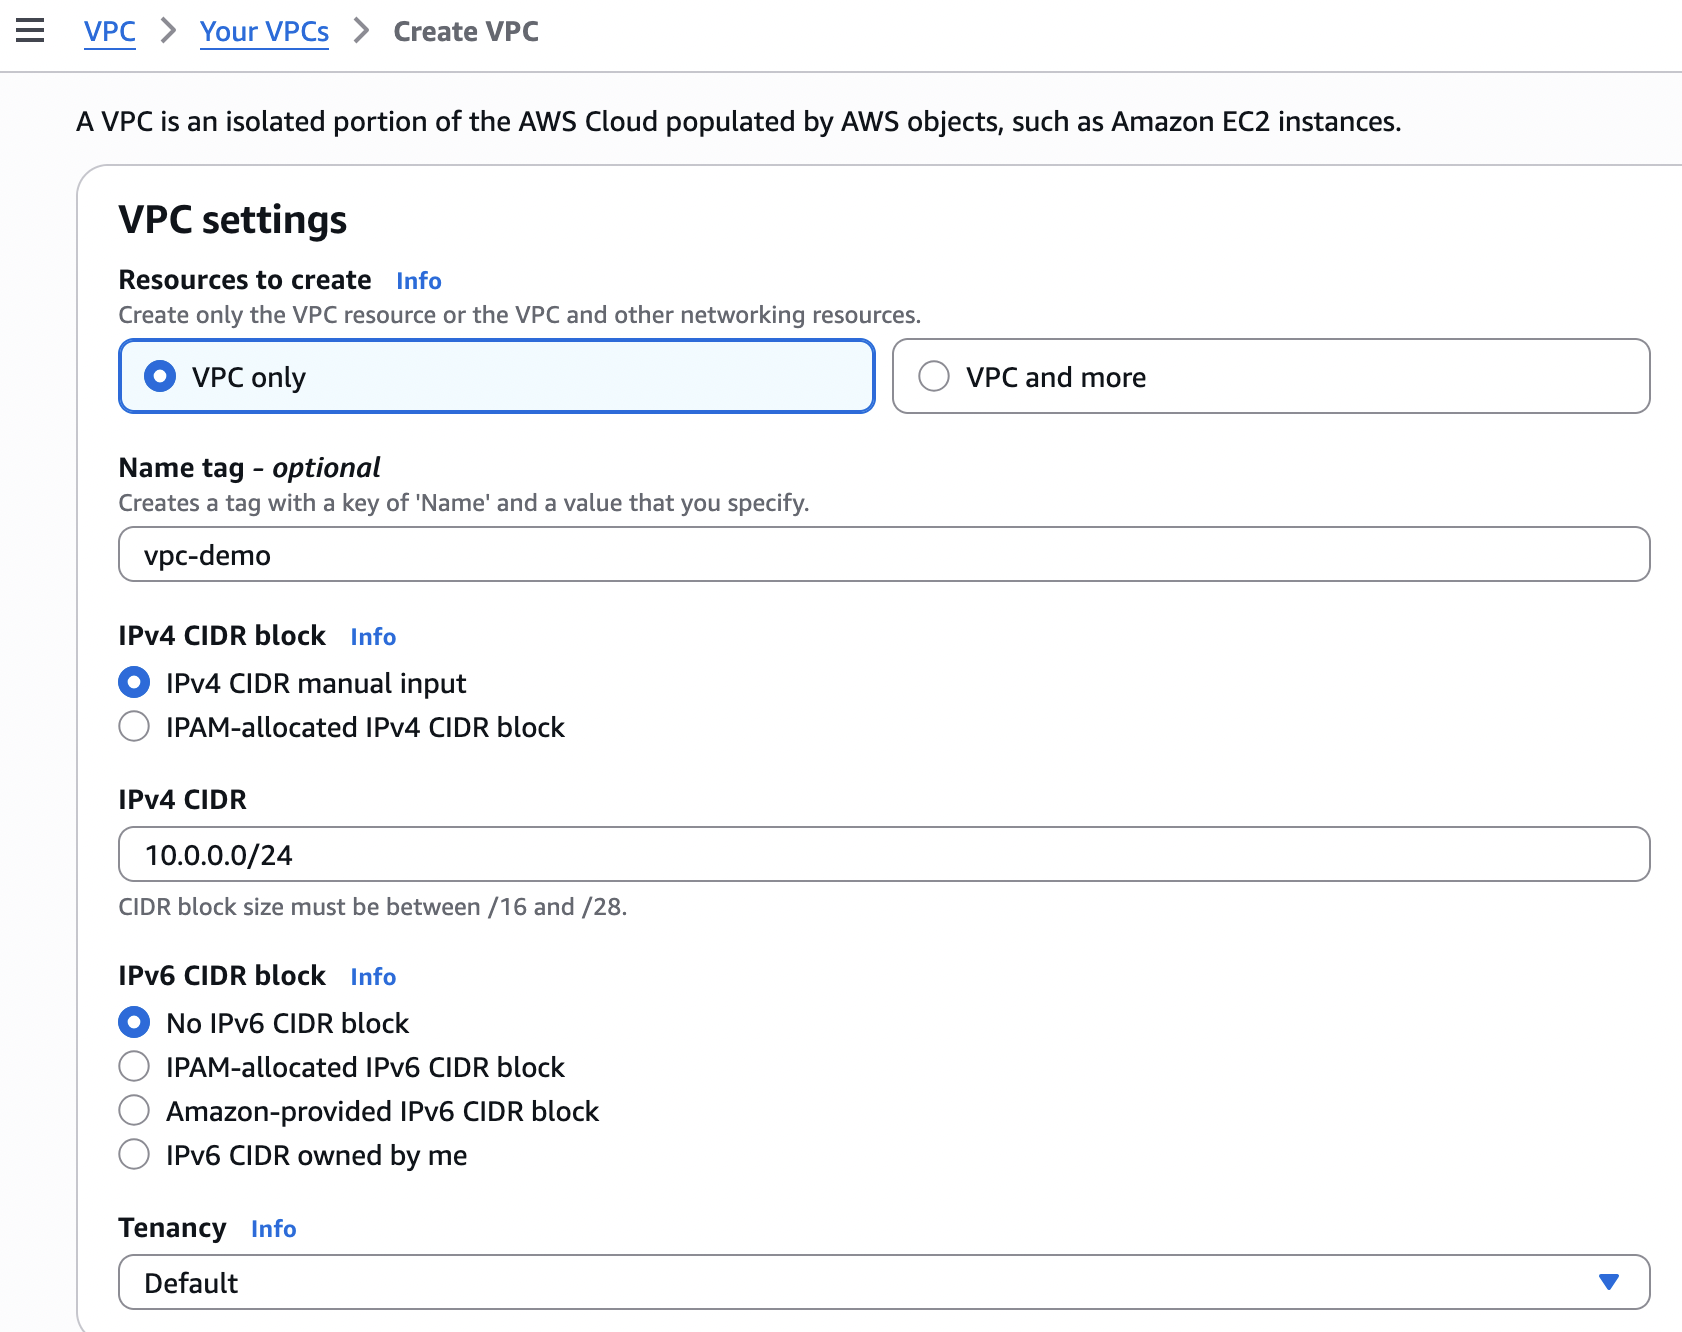 VPC > Your VPCs > Create VPC
A VPC is an isolated portion of the AWS Cloud populated by AWS objects, such as Amazon EC2 instances.
VPC settings
Resources to create Info
Create only the VPC resource or the VPC and other networking resources.
VPC only VPC and more
Name tag - optional
Creates a tag with a key of 'Name' and a value that you specify.
vpc-demo
IPv4 CIDR block Info
IPv4 CIDR manual input
IPAM-allocated IPv4 CIDR block
IPv4 CIDR
10.0.0.0/24
CIDR block size must be between /16 and /28.
IPv6 CIDR block Info
No IPv6 CIDR block
IPAM-allocated IPv6 CIDR block
Amazon-provided IPv6 CIDR block
IPv6 CIDR owned by me
Tenancy Info
Default